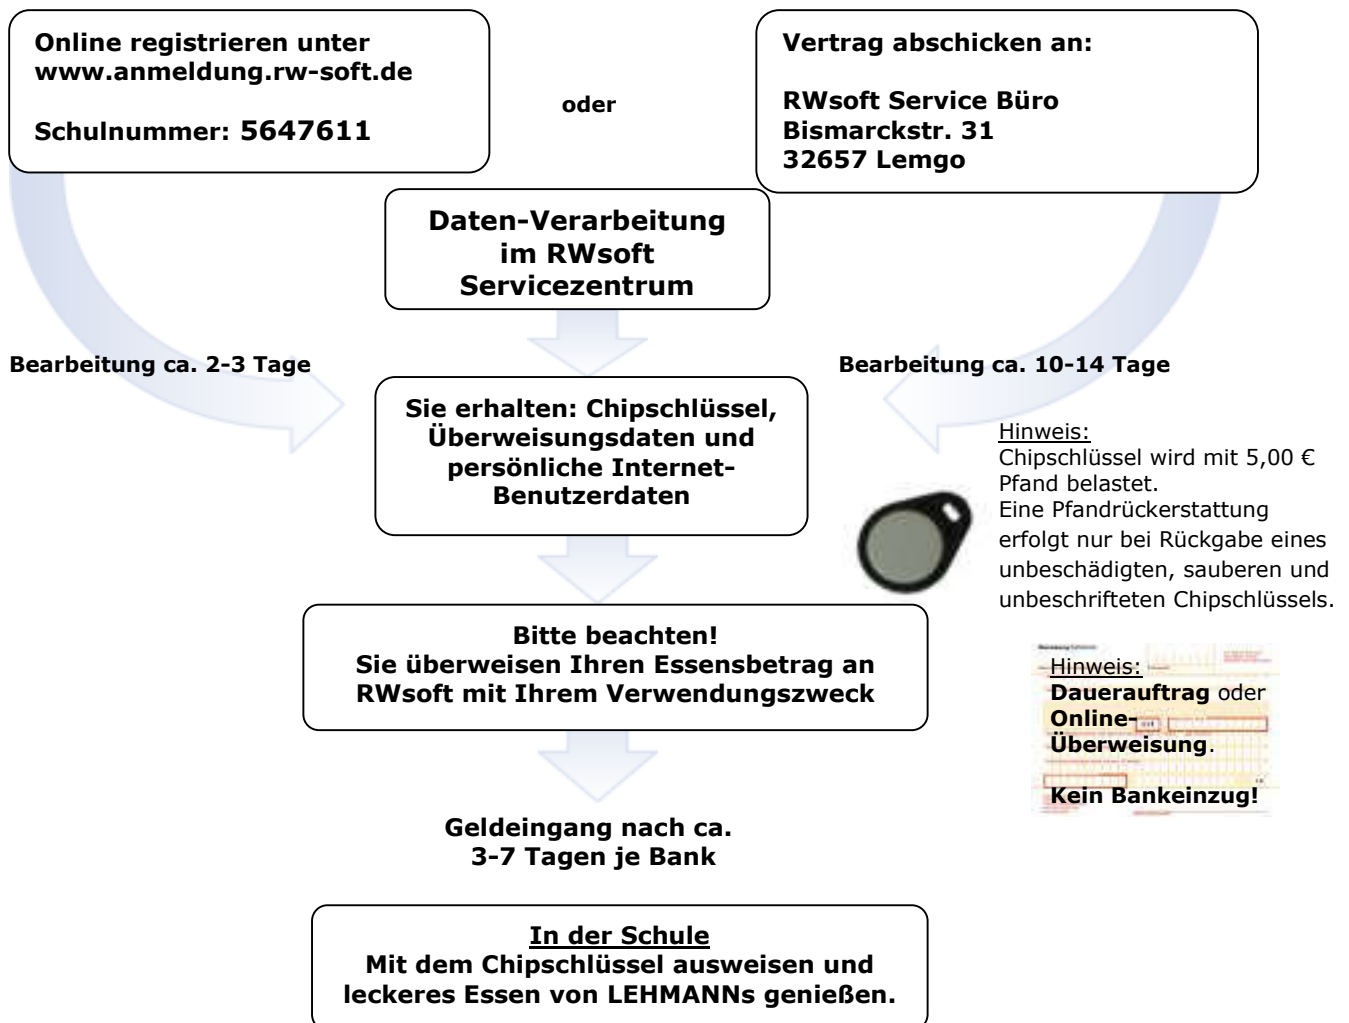 Online registrieren unter
www.anmeldung.rw-soft.de
Schulnummer: 5647611
oder
Vertrag abschicken an:
RWsoft Service Büro
Bismarckstr. 31
32657 Lemgo
Daten-Verarbeitung
im RWsoft
Servicezentrum
Bearbeitung ca. 2-3 Tage
Bearbeitung ca. 10-14 Tage
Sie erhalten: Chipschlüssel,
Überweisungsdaten und
persönliche Internet-
Benutzerdaten
Hinweis:
Chipschlüssel wird mit 5,00 €
Pfand belastet.
Eine Pfandrückerstattung
erfolgt nur bei Rückgabe eines
unbeschädigten, sauberen und
unbeschrifteten Chipschlüssels.
Bitte beachten!
Sie überweisen Ihren Essensbetrag an
RWsoft mit Ihrem Verwendungszweck
Hinweis:
Dauerauftrag oder
Online-
Überweisung.
Kein Bankeinzug!
Geldeingang nach ca.
3-7 Tagen je Bank
In der Schule
Mit dem Chipschlüssel ausweisen und
leckeres Essen von LEHMANNs genießen.